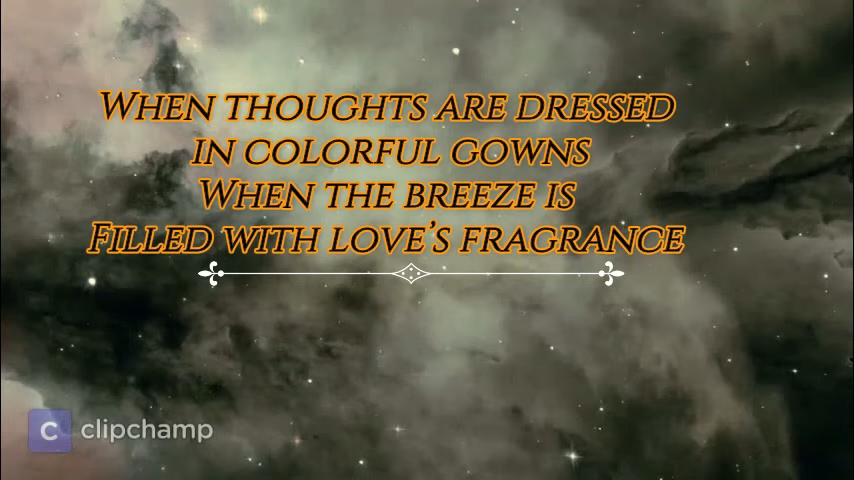 When thoughts are dressed
in colorful gowns
When the breeze is
Filled with love’s fragrance
C clipchamp